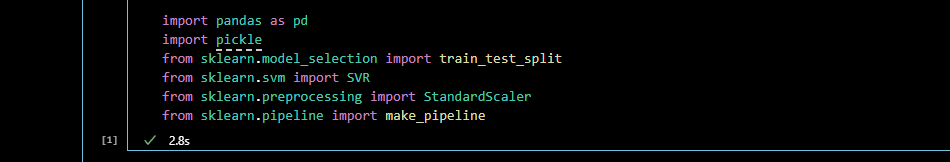 import pandas as pd
import pickle
from sklearn.model_selection import train_test_split
from sklearn.svm import SVR
from sklearn.preprocessing import StandardScaler
from sklearn.pipeline import make_pipeline
[1] ✓ 2.8s